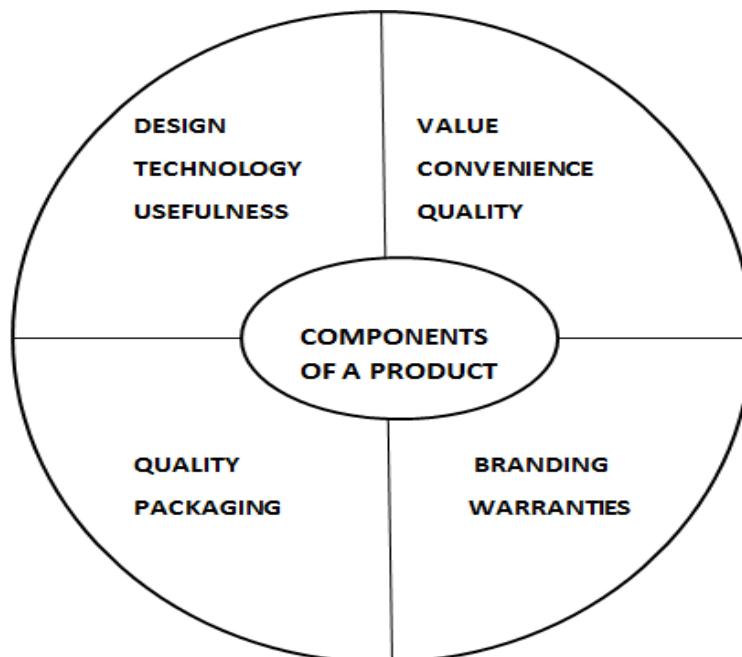 DESIGN
TECHNOLOGY
USEFULNESS
VALUE
CONVENIENCE
QUALITY
COMPONENTS
OF A PRODUCT
QUALITY
PACKAGING
BRANDING
WARRANTIES